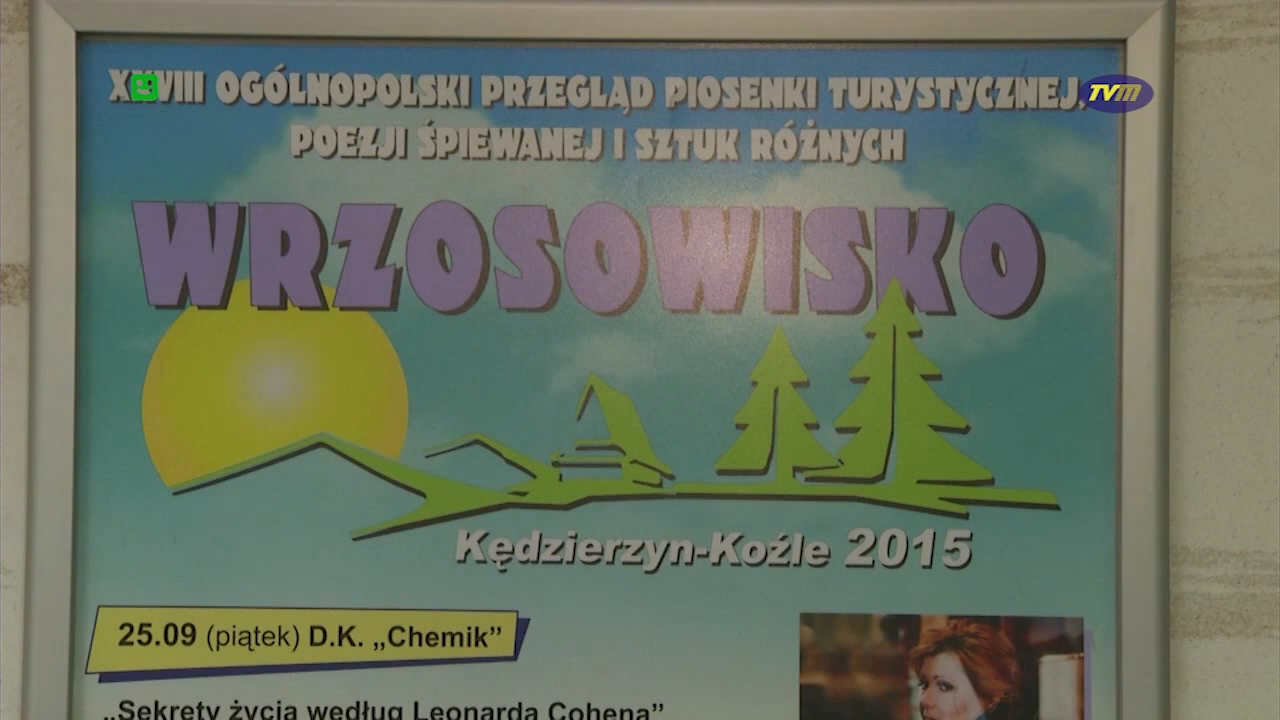 XXVIII OGÓLNOPOLSKI PRZEGLĄD PIOSENKI TURYSTYCZNEJ,
POEZJI ŚPIEWANEJ I SZTUK RÓŻNYCH
TVM
WRZOSOWISKO
Kędzierzyn-Koźle 2015
25.09 (piątek) D.K. „Chemik”
„Sekrety życia według Leonarda Cohena”